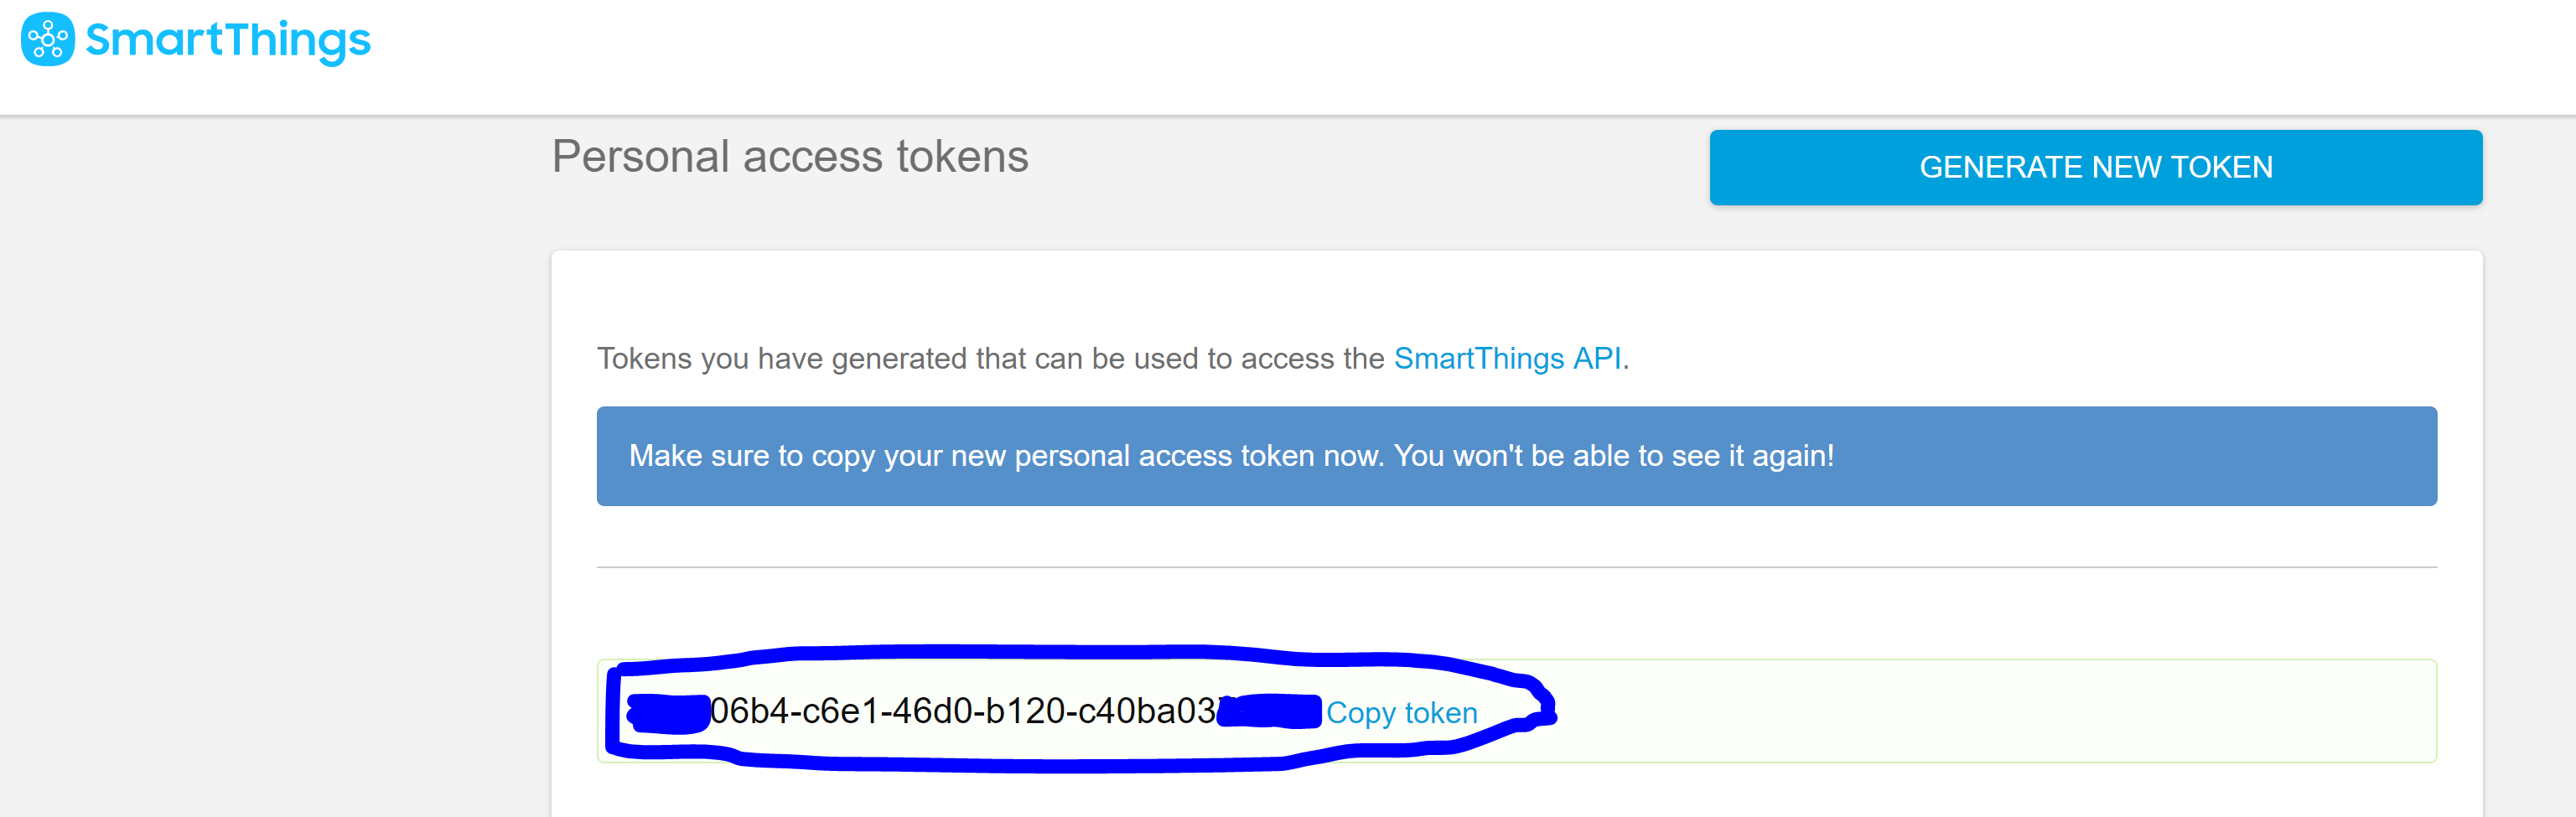 SmartThings
Personal access tokens
GENERATE NEW TOKEN
Tokens you have generated that can be used to access the SmartThings API.
Make sure to copy your new personal access token now. You won't be able to see it again!
06b4-c6e1-46d0-b120-c40ba03 Copy token